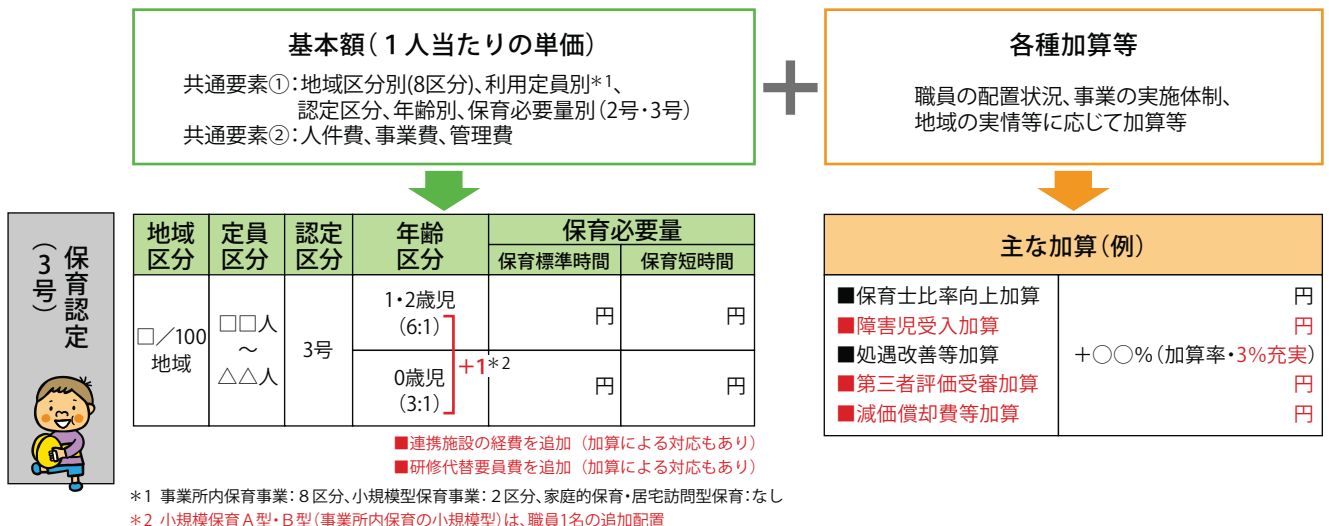 基本額（１人当たりの単価）
共通要素①：地域区分別(8区分)、利用定員別＊1、
認定区分、年齢別、保育必要量別（2号・3号）
共通要素②：人件費、事業費、管理費
＋
各種加算等
職員の配置状況、事業の実施体制、
地域の実情等に応じて加算等
保育認定
（3号）
地域区分 定員区分 認定区分 年齢区分 保育必要量
保育標準時間 保育短時間
□／100地域 □□人～△△人 3号
1・2歳児(6:1) 円 円
+1＊2
0歳児(3:1) 円 円
■連携施設の経費を追加（加算による対応もあり）
■研修代替要員費を追加（加算による対応もあり）
主な加算（例）
■保育士比率向上加算 円
■障害児受入加算 円
■処遇改善等加算 ＋○○％（加算率・3％充実）
■第三者評価受審加算 円
■減価償却費等加算 円
＊1 事業所内保育事業：８区分、小規模型保育事業：２区分、家庭的保育・居宅訪問型保育：なし
＊2 小規模保育Ａ型・Ｂ型（事業所内保育の小規模型）は、職員1名の追加配置